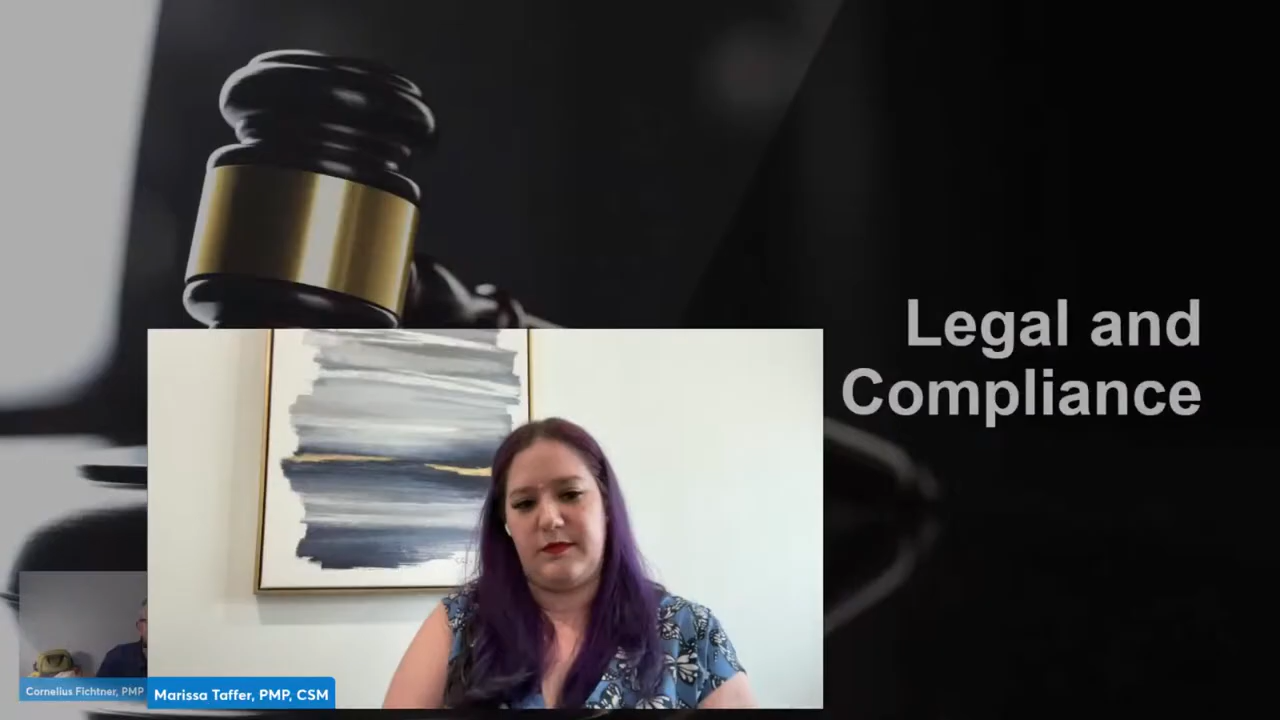 Legal and
Compliance
Cornelius Fichtner, PMP
Marissa Taffer, PMP, CSM